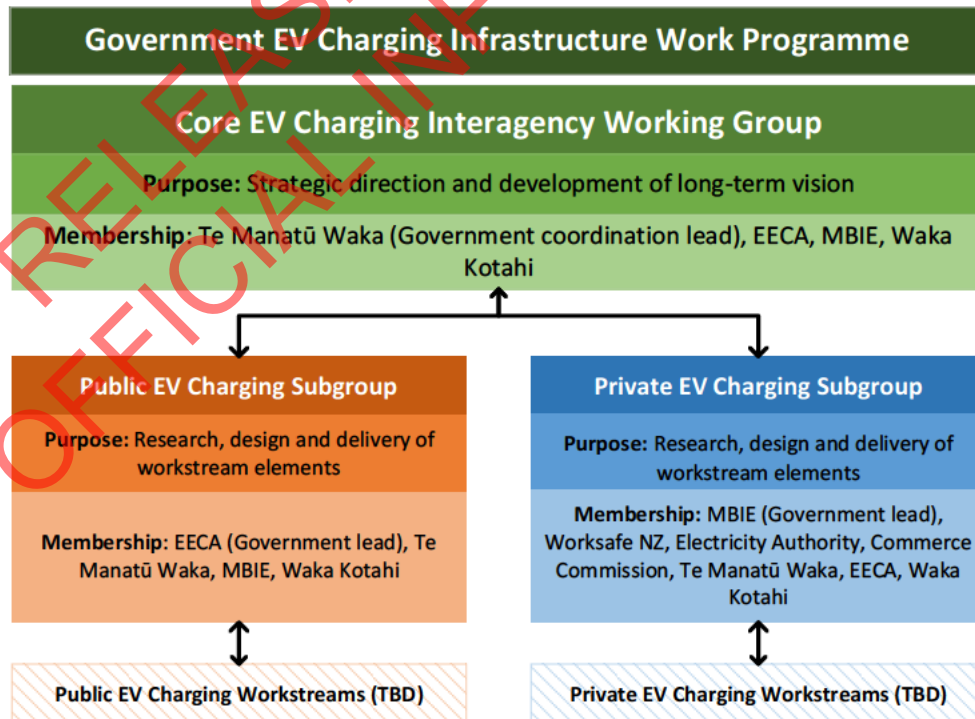 Government EV Charging Infrastructure Work Programme
Core EV Charging Interagency Working Group
Purpose: Strategic direction and development of long-term vision
Membership: Te Manatū Waka (Government coordination lead), EECA, MBIE, Waka
Kotahi
Public EV Charging Subgroup
Purpose: Research, design and delivery of
workstream elements
Membership: EECA (Government lead), Te
Manatū Waka, MBIE, Waka Kotahi
Public EV Charging Workstreams (TBD)
Private EV Charging Subgroup
Purpose: Research, design and delivery of
workstream elements
Membership: MBIE (Government lead),
Worksafe NZ, Electricity Authority, Commerce
Commission, Te Manatū Waka, EECA, Waka
Kotahi
Private EV Charging Workstreams (TBD)
OFFICIAL